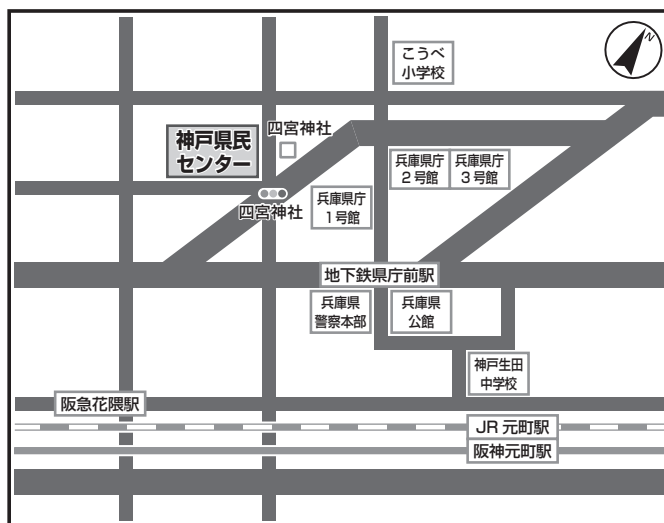 こうべ
小学校
N
四宮神社
神戸県民
センター
兵庫県庁
2号館
兵庫県庁
3号館
兵庫県庁
1号館
四宮神社
地下鉄県庁前駅
兵庫県
警察本部
兵庫県
公館
神戸生田
中学校
阪急花隈駅
JR 元町駅
阪神元町駅